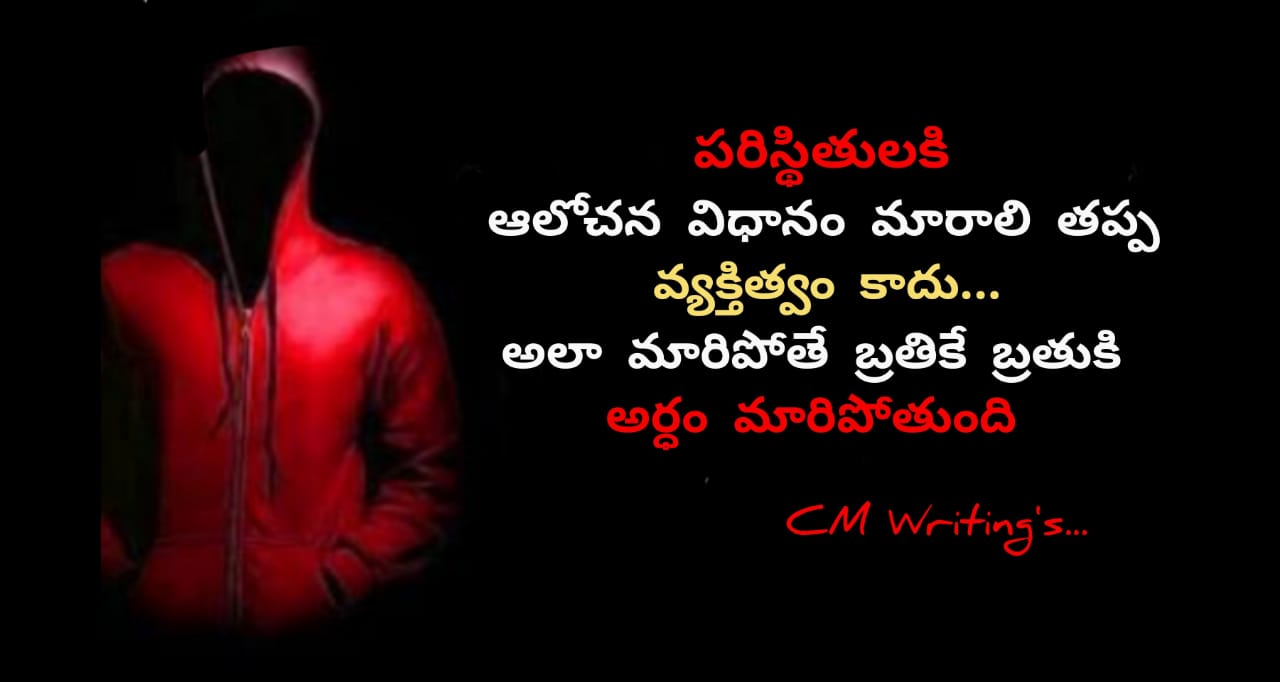 పరిస్థితులకి
ఆలోచన విధానం మారాలి తప్ప
వ్యక్తిత్వం కాదు...
అలా మారిపోతే బ్రతికే బ్రతుకి
అర్ధం మారిపోతుంది
CM Writing's...